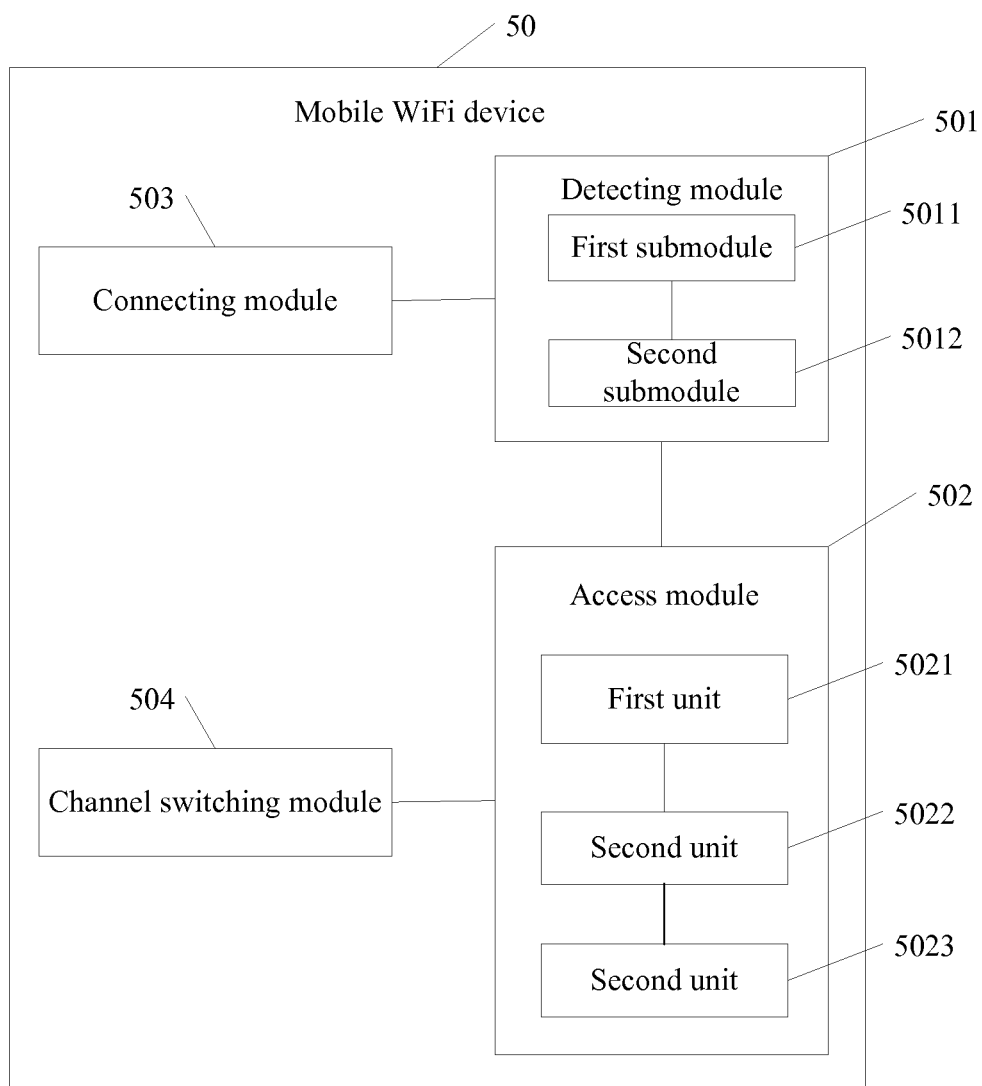 50
Mobile WiFi device
501
Detecting module
503
5011
First submodule
Connecting module
5012
Second
submodule
502
Access module
5021
First unit
504
Channel switching module
5022
Second unit
5023
Second unit